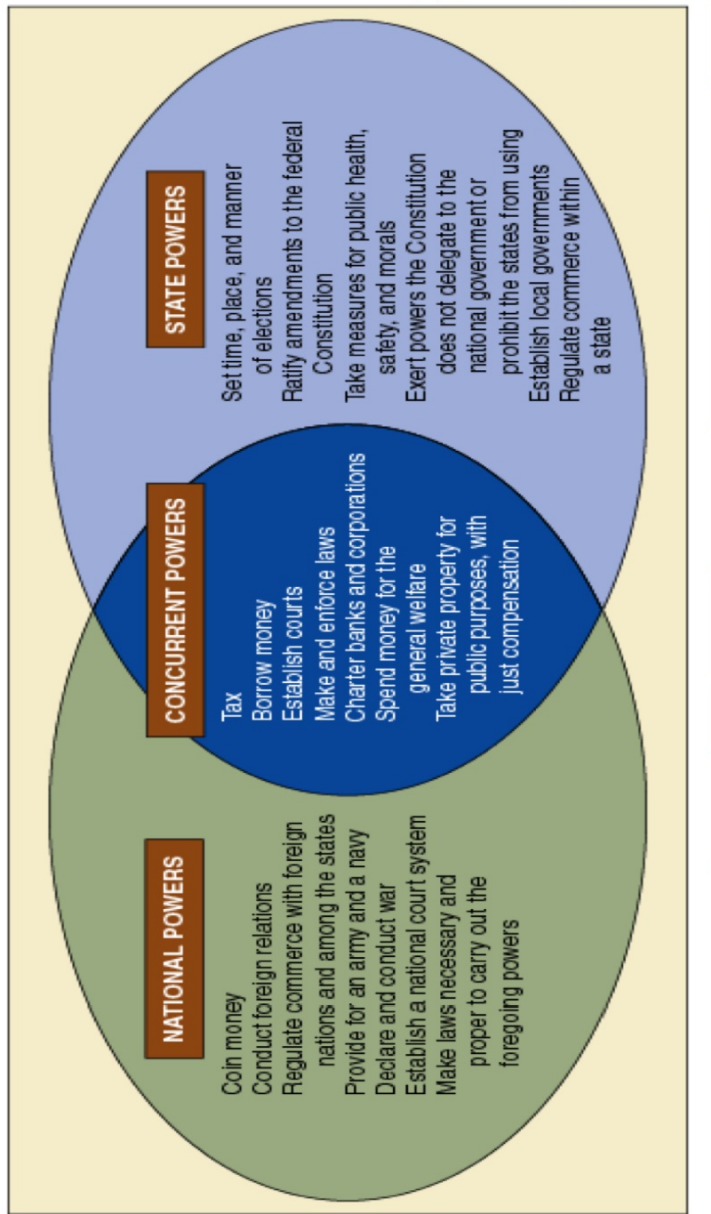 NATIONAL POWERS
Coin money
Conduct foreign relations
Regulate commerce with foreign
nations and among the states
Provide for an army and a navy
Declare and conduct war
Establish a national court system
Make laws necessary and
proper to carry out the
foregoing powers
CONCURRENT POWERS
Tax
Borrow money
Establish courts
Make and enforce laws
Charter banks and corporations
Spend money for the
general welfare
Take private property for
public purposes, with
just compensation
STATE POWERS
Set time, place, and manner
of elections
Ratify amendments to the federal
Constitution
Take measures for public health,
safety, and morals
Exert powers the Constitution
does not delegate to the
national government or
prohibit the states from using
Establish local governments
Regulate commerce within
a state